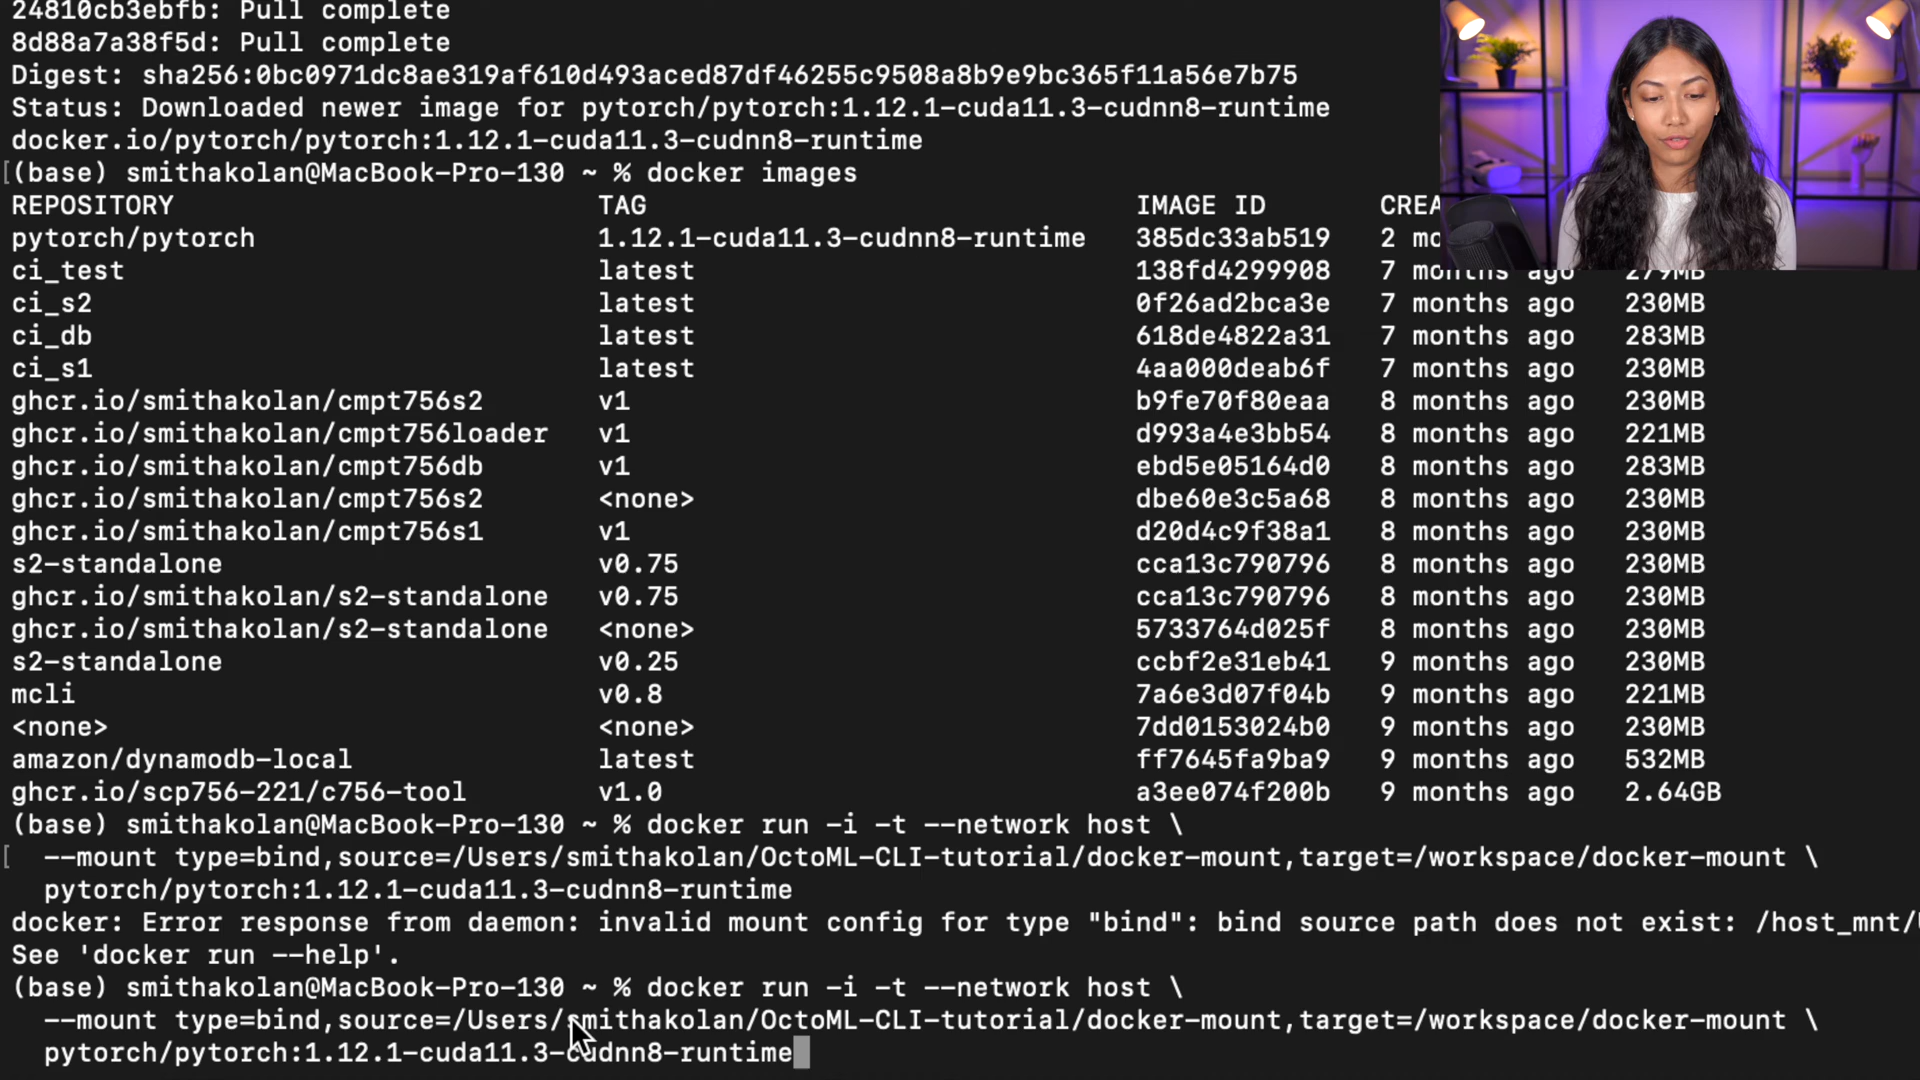 24810cb3ebfb: Pull complete
8d88a7a38f5d: Pull complete
Digest: sha256:0bc0971dc8ae319af610d493aced87df46255c9508a8b9e9bc365f11a56e7b75
Status: Downloaded newer image for pytorch/pytorch:1.12.1-cuda11.3-cudnn8-runtime
docker.io/pytorch/pytorch:1.12.1-cuda11.3-cudnn8-runtime
[(base) smithakolan@MacBook-Pro-130 ~ % docker images
REPOSITORY TAG IMAGE ID CREA
pytorch/pytorch 1.12.1-cuda11.3-cudnn8-runtime 385dc33ab519 2 mo
ci_test latest 138fd4299908 7 months ago 279MB
ci_s2 latest 0f26ad2bca3e 7 months ago 230MB
ci_db latest 618de4822a31 7 months ago 283MB
ci_s1 latest 4aa000deab6f 7 months ago 230MB
ghcr.io/smithakolan/cmpt756s2 v1 b9fe70f80eaa 8 months ago 230MB
ghcr.io/smithakolan/cmpt756loader v1 d993a4e3bb54 8 months ago 221MB
ghcr.io/smithakolan/cmpt756db v1 ebd5e05164d0 8 months ago 283MB
ghcr.io/smithakolan/cmpt756s2 <none> dbe60e3c5a68 8 months ago 230MB
ghcr.io/smithakolan/cmpt756s1 v1 d20d4c9f38a1 8 months ago 230MB
s2-standalone v0.75 cca13c790796 8 months ago 230MB
ghcr.io/smithakolan/s2-standalone v0.75 cca13c790796 8 months ago 230MB
ghcr.io/smithakolan/s2-standalone <none> 5733764d025f 8 months ago 230MB
s2-standalone v0.25 ccbf2e31eb41 9 months ago 230MB
mcli v0.8 7a6e3d07f04b 9 months ago 221MB
<none> <none> 7dd0153024b0 9 months ago 230MB
amazon/dynamodb-local latest ff7645fa9ba9 9 months ago 532MB
ghcr.io/scp756-221/c756-tool v1.0 a3ee074f200b 9 months ago 2.64GB
(base) smithakolan@MacBook-Pro-130 ~ % docker run -i -t --network host \
[ --mount type=bind,source=/Users/smithakolan/OctoML-CLI-tutorial/docker-mount,target=/workspace/docker-mount \
pytorch/pytorch:1.12.1-cuda11.3-cudnn8-runtime
docker: Error response from daemon: invalid mount config for type "bind": bind source path does not exist: /host_mnt/
See 'docker run --help'.
(base) smithakolan@MacBook-Pro-130 ~ % docker run -i -t --network host \
--mount type=bind,source=/Users/smithakolan/OctoML-CLI-tutorial/docker-mount,target=/workspace/docker-mount \
pytorch/pytorch:1.12.1-cuda11.3-cudnn8-runtime